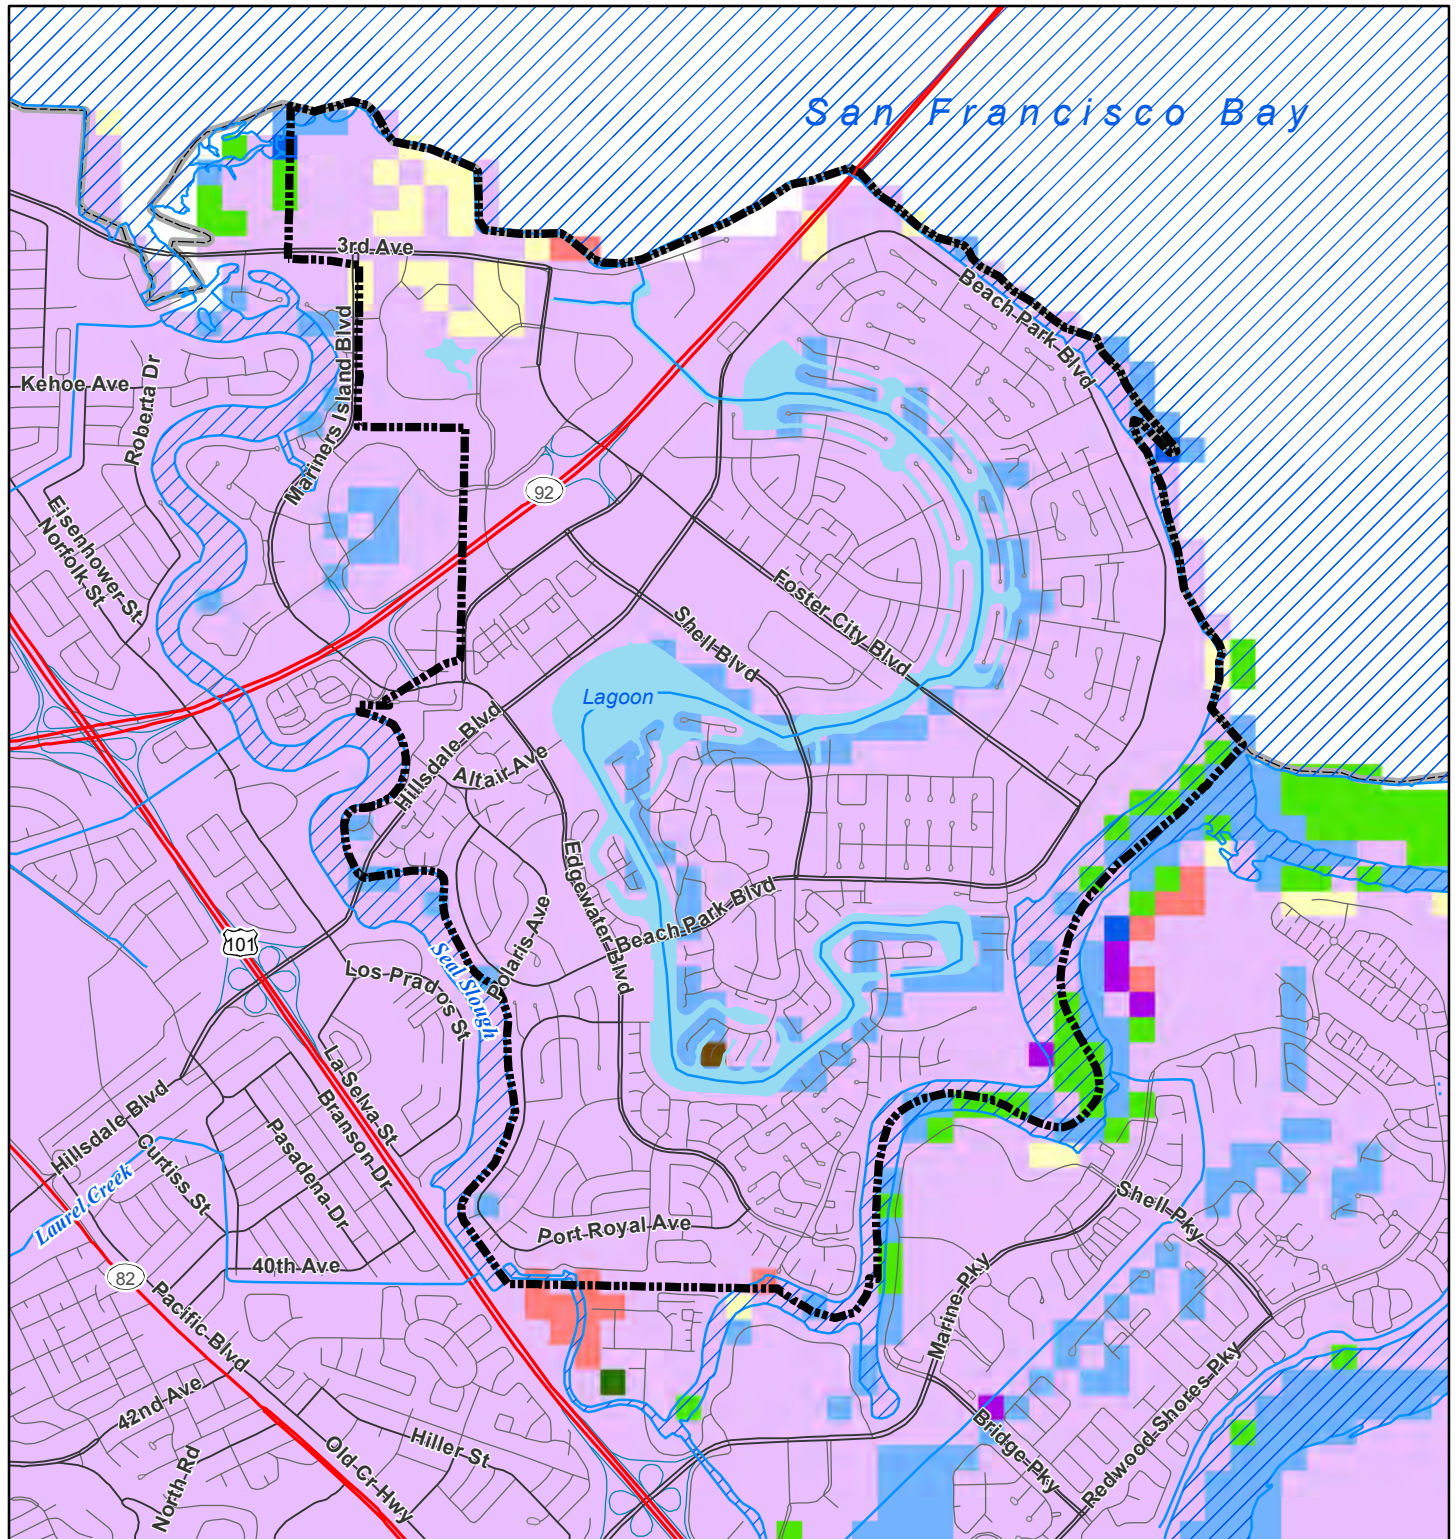 San Francisco Bay
3rd Ave
Beach Park Blvd
Mariners Island Blvd
Kehoe Ave
Roberta Dr
92
Eisenhower St
Norfolk St
Foster City Blvd
Shell Blvd
Lagoon
Hillsdale Blvd
Altair Ave
Edgewater Blvd
Beach Park Blvd
Polaris Ave
101
Seal Slough
Los Prados St
La Selva St
Branson Dr
Hillsdale Blvd
Curtiss St
Pasadena Dr
Laurel Creek
Shell Pky
Port Royal Ave
40th Ave
82
Pacific Blvd
Marine Pky
42nd Ave
Redwood Shores Pky
Bridge Pky
Hiller St
Old Cr Hwy
North Rd